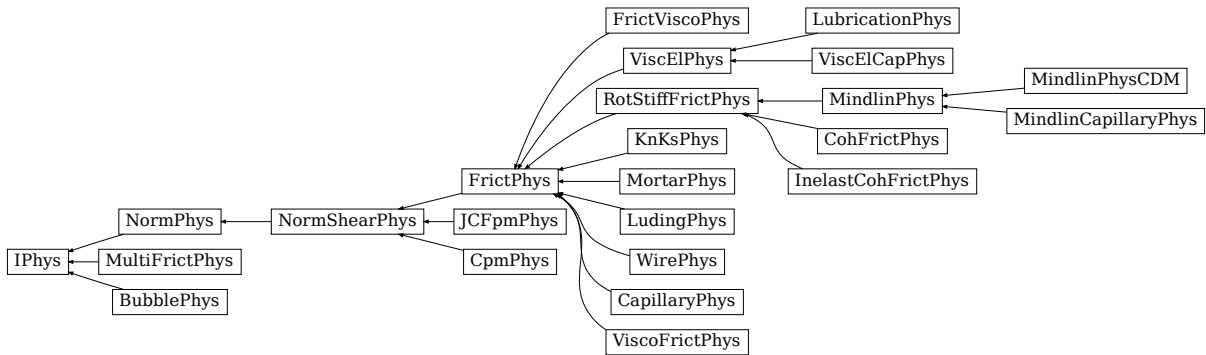 FrictViscoPhys
LubricationPhys
ViscElPhys
ViscElCapPhys
MindlinPhysCDM
RotStiffFrictPhys
MindlinPhys
MindlinCapillaryPhys
KnKsPhys
CohFrictPhys
FrictPhys
MortarPhys
InelastCohFrictPhys
NormPhys
NormShearPhys
JCFpmPhys
LudingPhys
IPhys
MultiFrictPhys
CpmPhys
WirePhys
BubblePhys
CapillaryPhys
ViscoFrictPhys